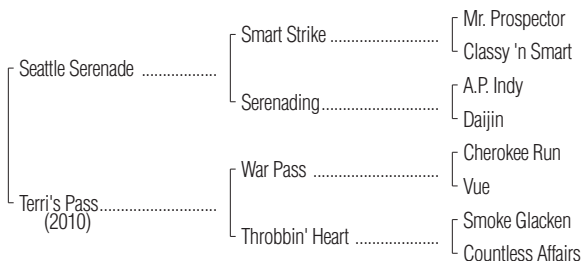 Mr. Prospector
Smart Strike ........................
Classy 'n Smart
Seattle Serenade .................
A.P. Indy
Serenading..........................
Daijin
Cherokee Run
War Pass ............................
Vue
Terri's Pass..........................
(2010)
Smoke Glacken
Throbbin' Heart ...................
Countless Affairs